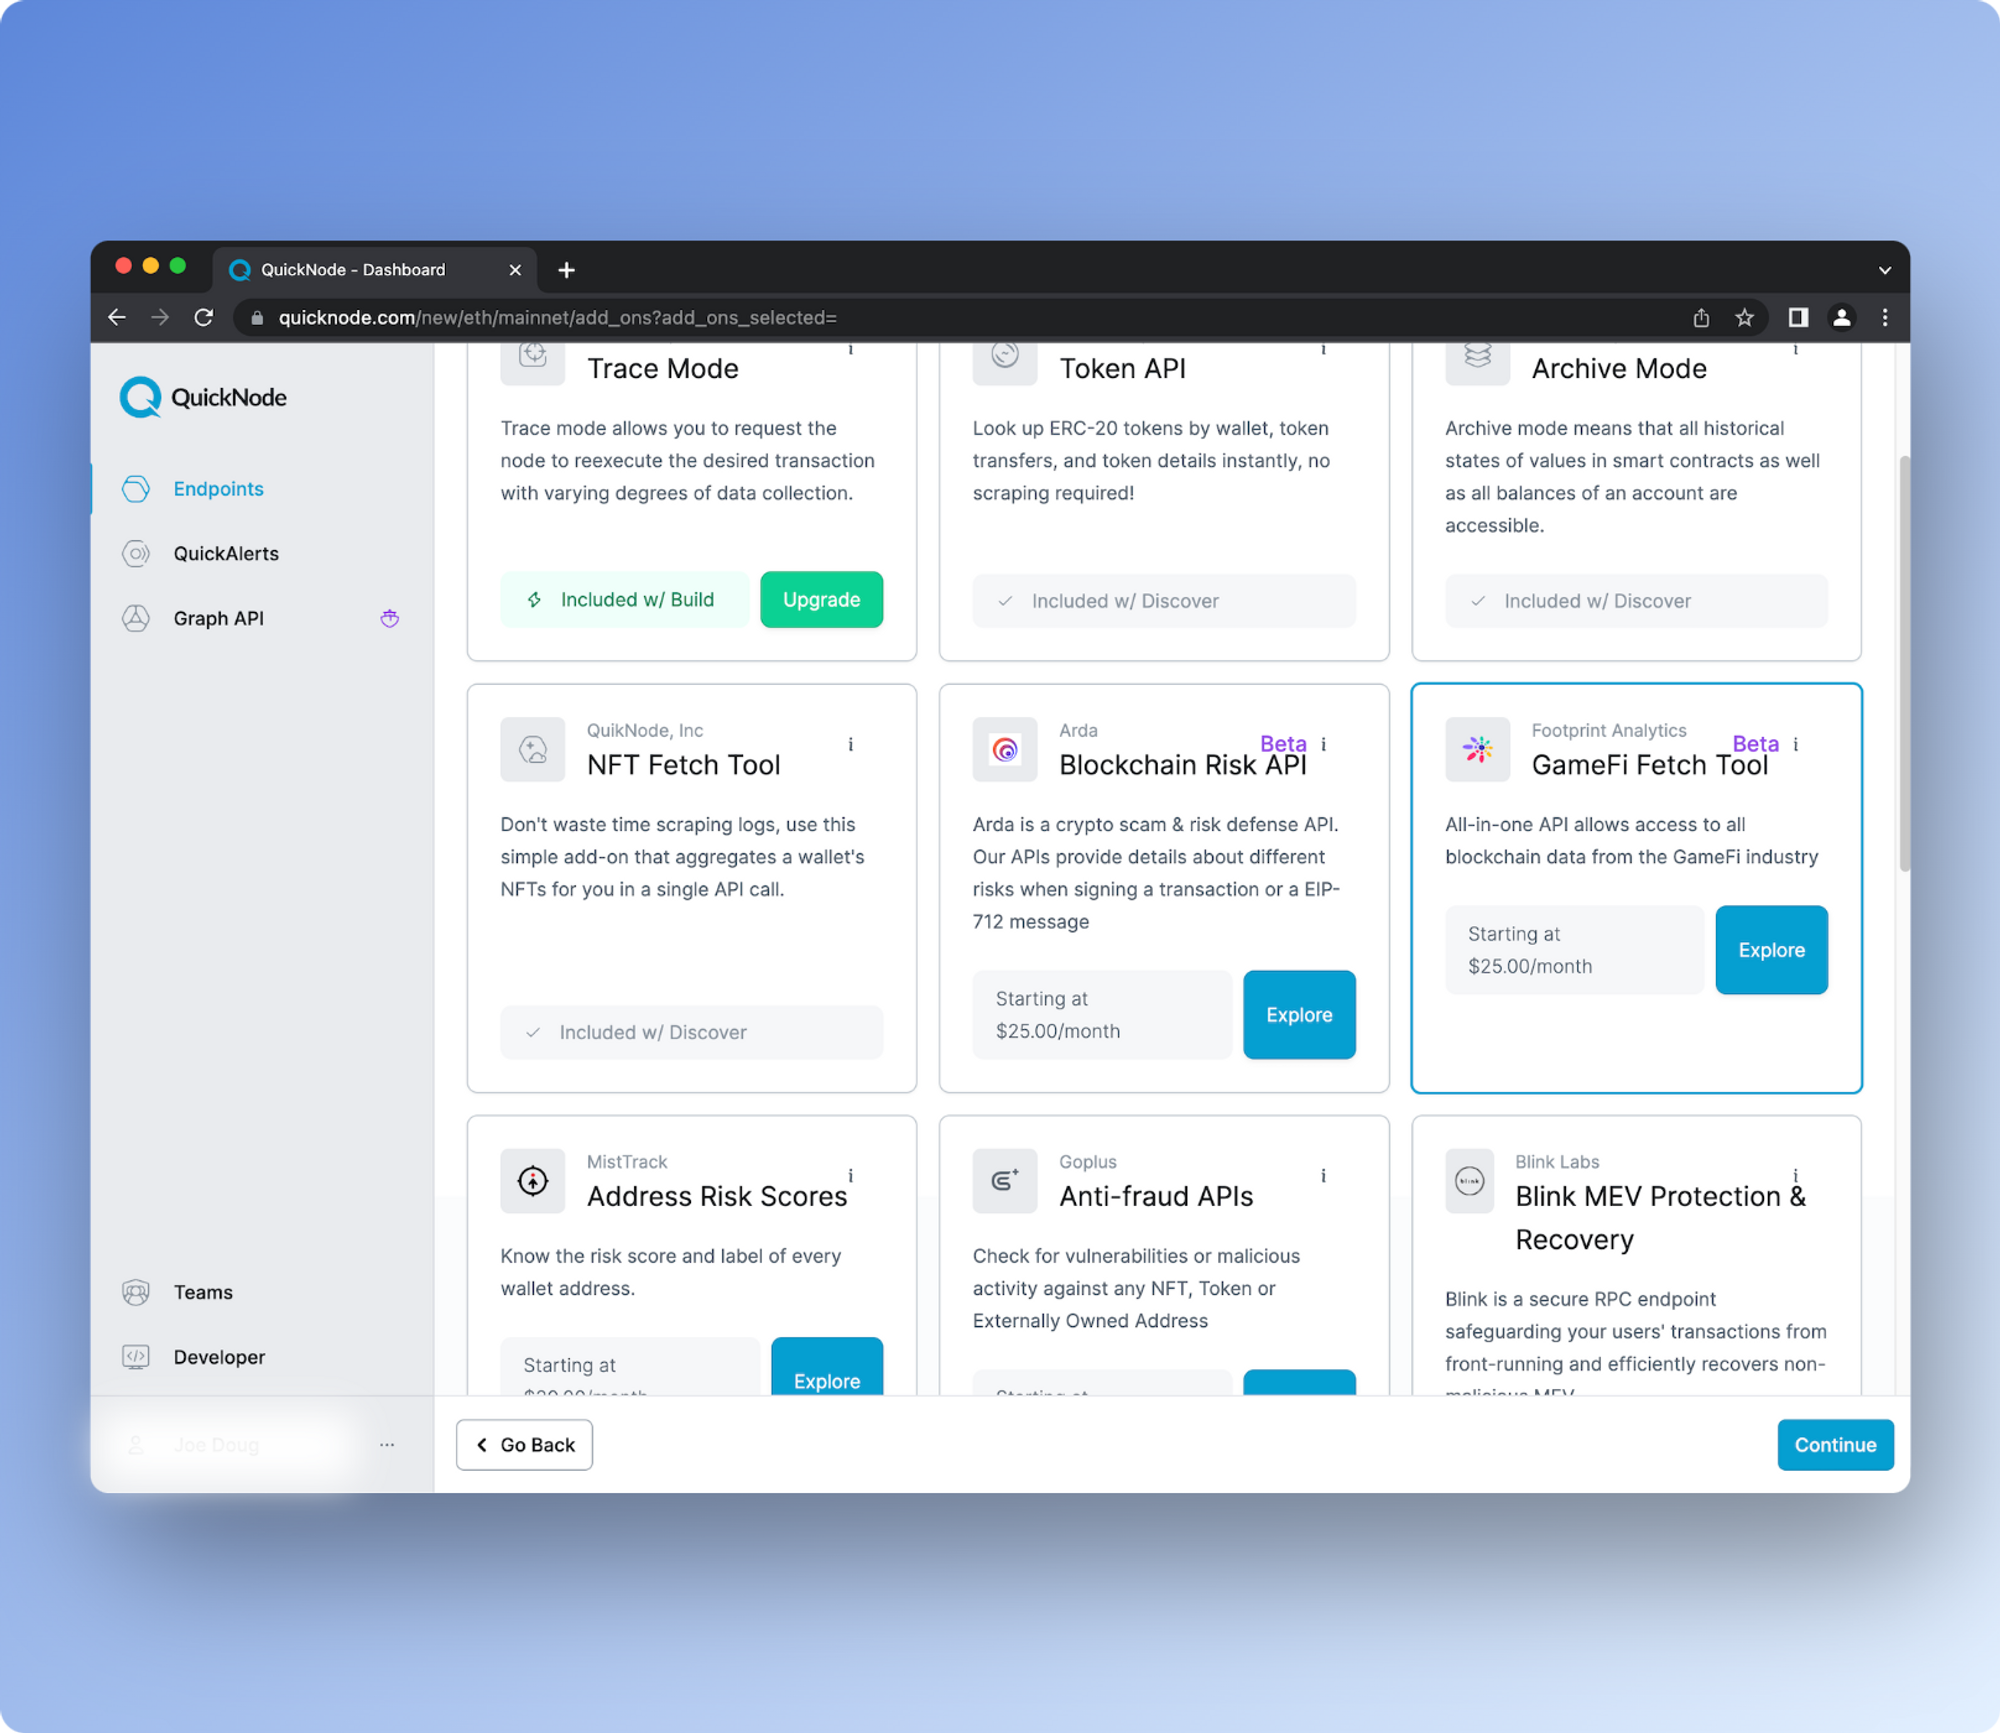 QuickNode - Dashboard
quicknode.com/new/eth/mainnet/add_ons?add_ons_selected=
QuickNode
Endpoints
QuickAlerts
Graph API
Teams
Developer
Joe Doug
Trace Mode
Trace mode allows you to request the
node to reexecute the desired transaction
with varying degrees of data collection.
Included w/ Build
Upgrade
Token API
Look up ERC-20 tokens by wallet, token
transfers, and token details instantly, no
scraping required!
Included w/ Discover
Archive Mode
Archive mode means that all historical
states of values in smart contracts as well
as all balances of an account are
accessible.
Included w/ Discover
QuikNode, Inc
NFT Fetch Tool
Don't waste time scraping logs, use this
simple add-on that aggregates a wallet's
NFTs for you in a single API call.
Included w/ Discover
Arda
Beta
Blockchain Risk API
Arda is a crypto scam & risk defense API.
Our APIs provide details about different
risks when signing a transaction or a EIP-
712 message
Starting at
$25.00/month
Explore
Footprint Analytics
Beta
GameFi Fetch Tool
All-in-one API allows access to all
blockchain data from the GameFi industry
Starting at
$25.00/month
Explore
MistTrack
Address Risk Scores
Know the risk score and label of every
wallet address.
Starting at
Explore
Goplus
Anti-fraud APIs
Check for vulnerabilities or malicious
activity against any NFT, Token or
Externally Owned Address
Starting at
blink
Blink Labs
Blink MEV Protection &
Recovery
Blink is a secure RPC endpoint
safeguarding your users' transactions from
front-running and efficiently recovers non-
malicious MEV
Go Back
Continue